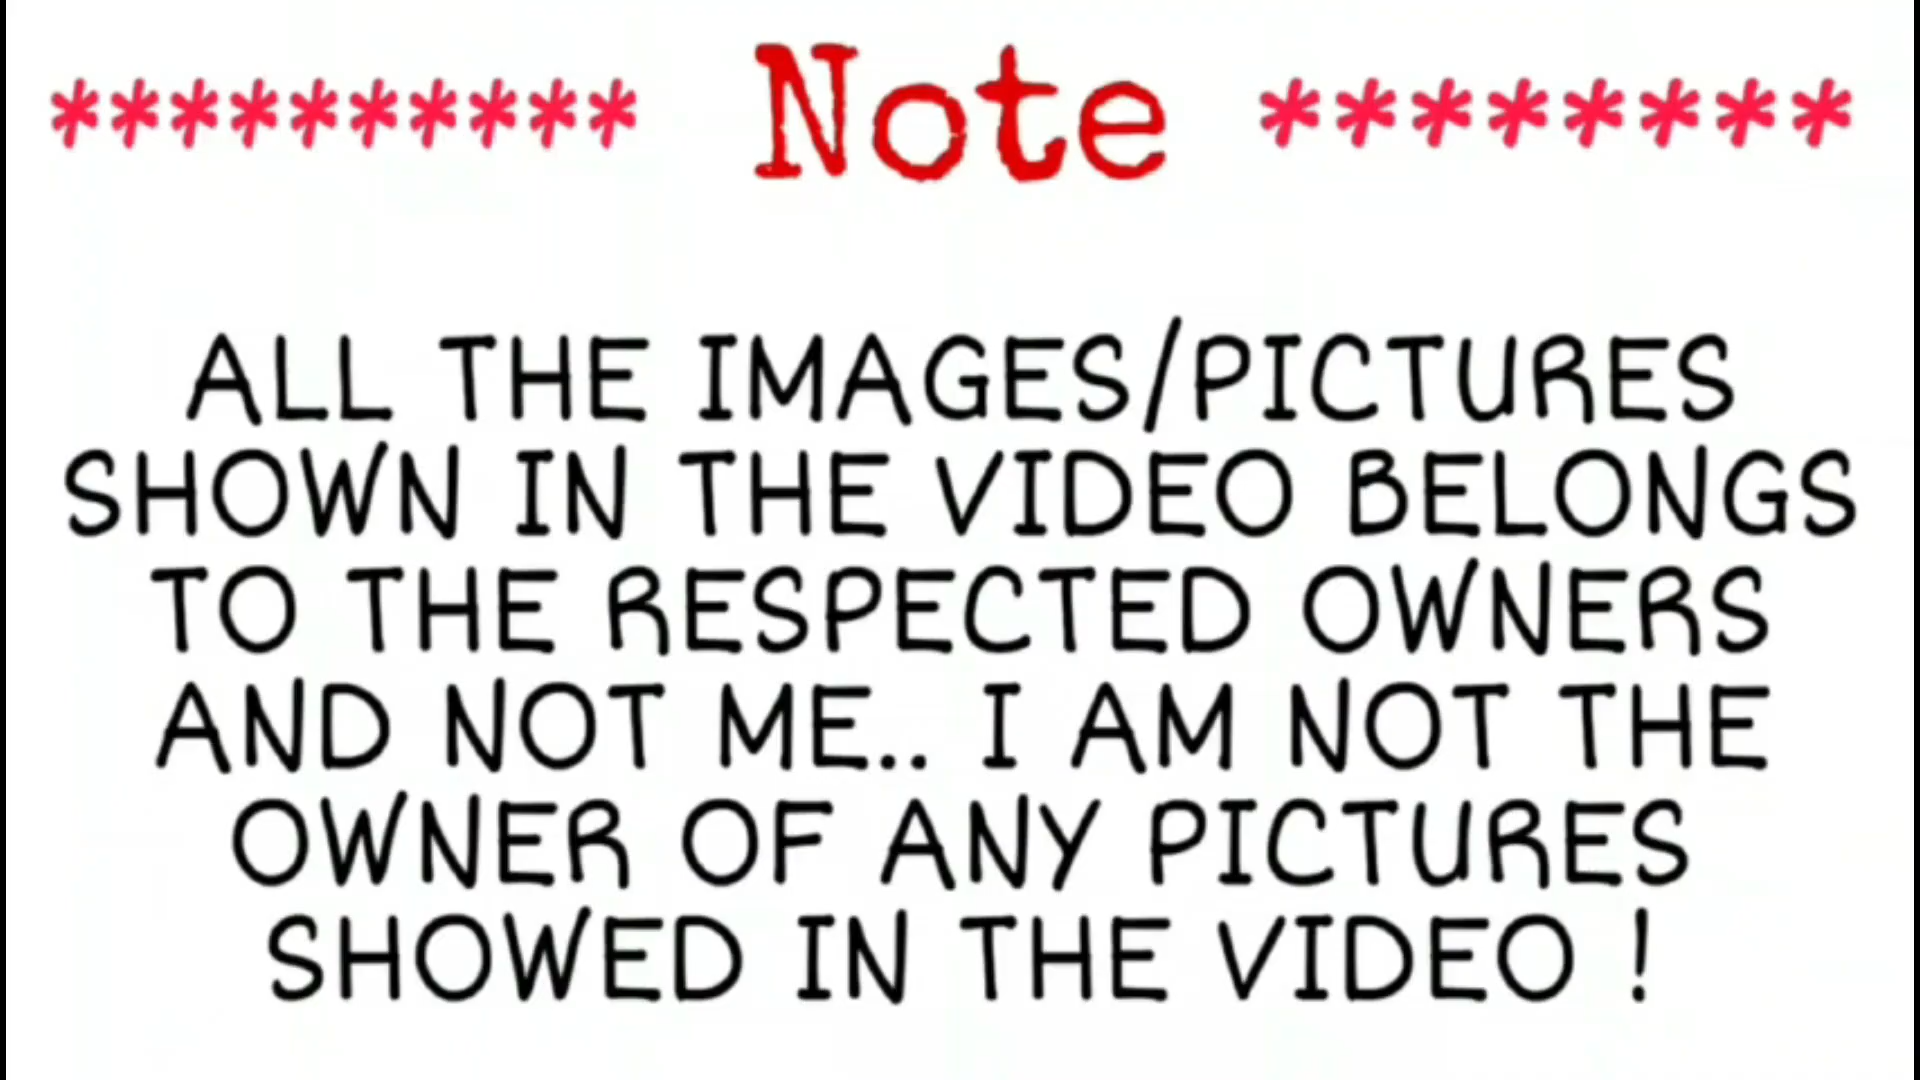 ********** Note ********
ALL THE IMAGES/PICTURES
SHOWN IN THE VIDEO BELONGS
TO THE RESPECTED OWNERS
AND NOT ME.. I AM NOT THE
OWNER OF ANY PICTURES
SHOWED IN THE VIDEO !